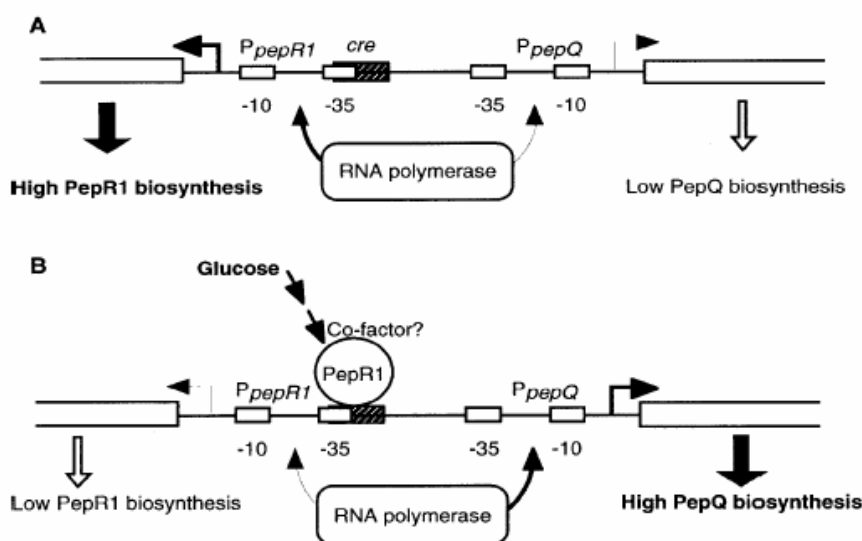 A
PpepR1 cre PpepQ
-10 -35 -35 -10
RNA polymerase
High PepR1 biosynthesis
Low PepQ biosynthesis
B
Glucose
Co-factor?
PepR1
PpepR1 PpepQ
-10 -35 -35 -10
Low PepR1 biosynthesis
RNA polymerase
High PepQ biosynthesis